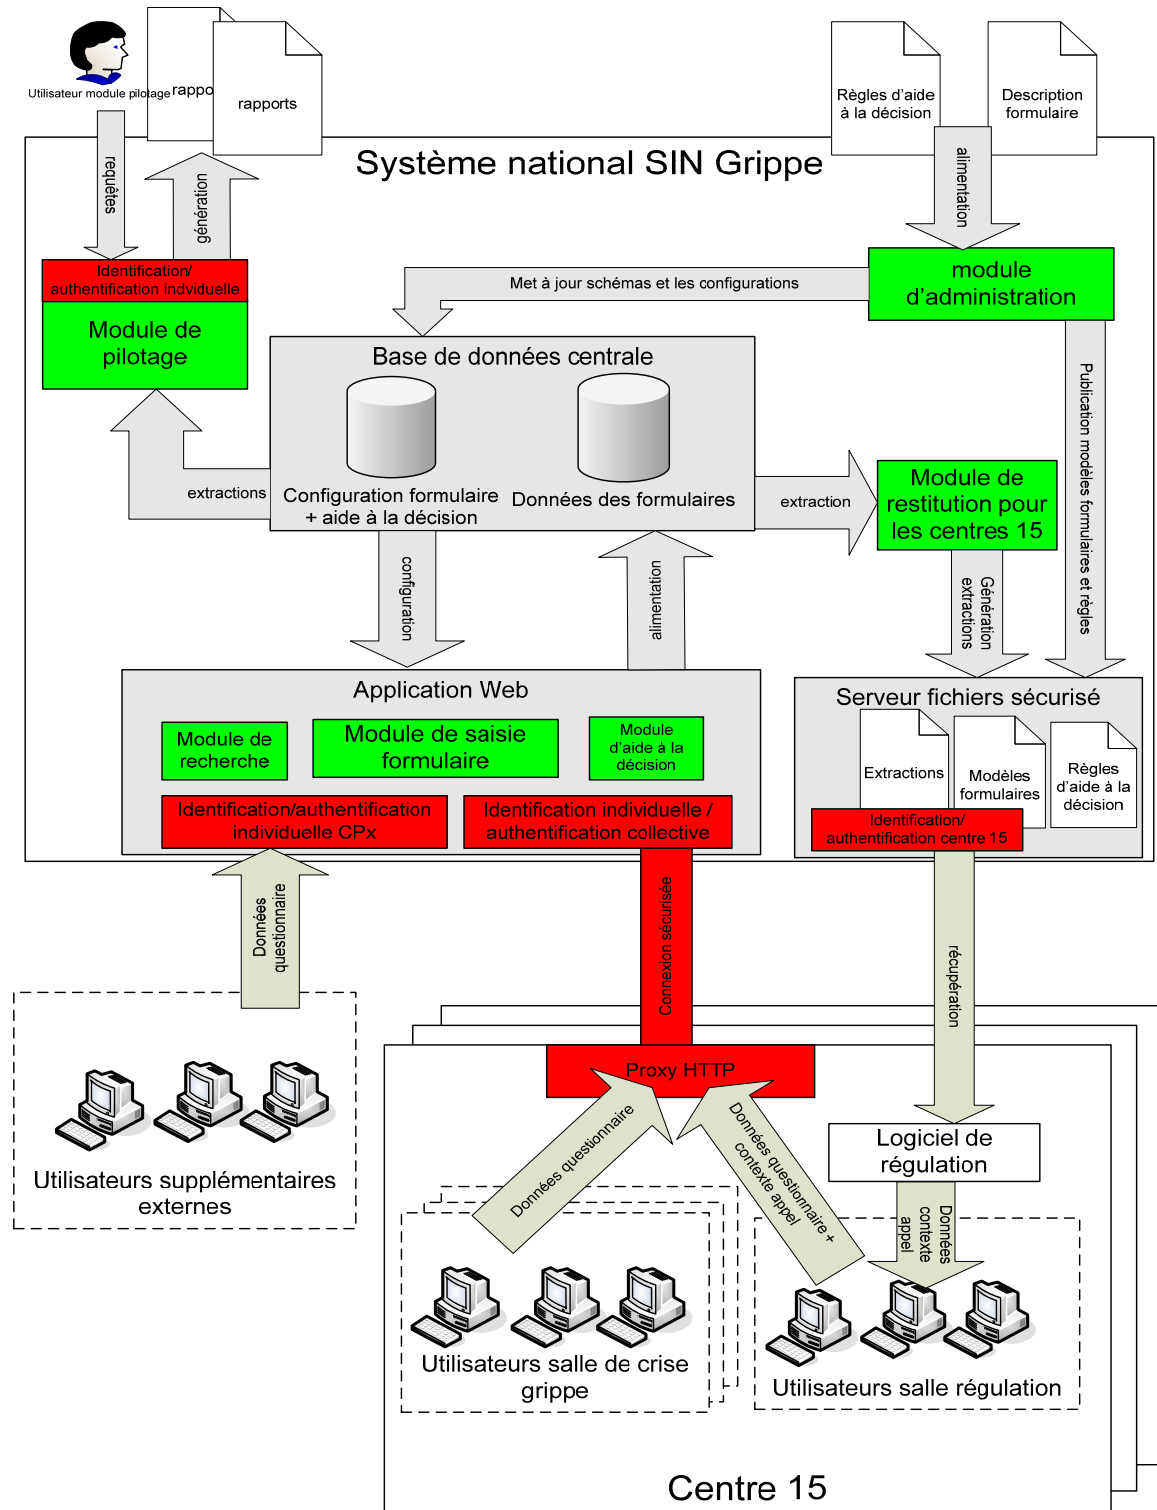 Utilisateur module pilotage
rappo
rapports
Règles d'aide
à la décision
Description
formulaire
Système national SIN Grippe
requêtes
génération
alimentation
Identification/
authentification indviduelle
Module de
pilotage
Met à jour schémas et les configurations
module
d'administration
Base de données centrale
Configuration formulaire
+ aide à la décision
Données des formulaires
extractions
extraction
Module de
restitution pour
les centres 15
Publication modèles formulaires et règles
configuration
alimentation
Génération
extractions
Application Web
Module de
recherche
Module de saisie
formulaire
Module
d'aide à la
décision
Identification/authentification
individuelle CPx
Identification individuelle /
authentification collective
Serveur fichiers sécurisé
Extractions
Modèles
formulaires
Règles
d'aide à la
décision
Identification/
authentification centre 15
Données
questionnaire
Connexion sécurisée
récupération
Utilisateurs supplémentaires
externes
Proxy HTTP
Données questionnaire
Données questionnaire +
contexte appel
Logiciel de
régulation
Données
contexte
appel
Utilisateurs salle de crise
grippe
Utilisateurs salle régulation
Centre 15